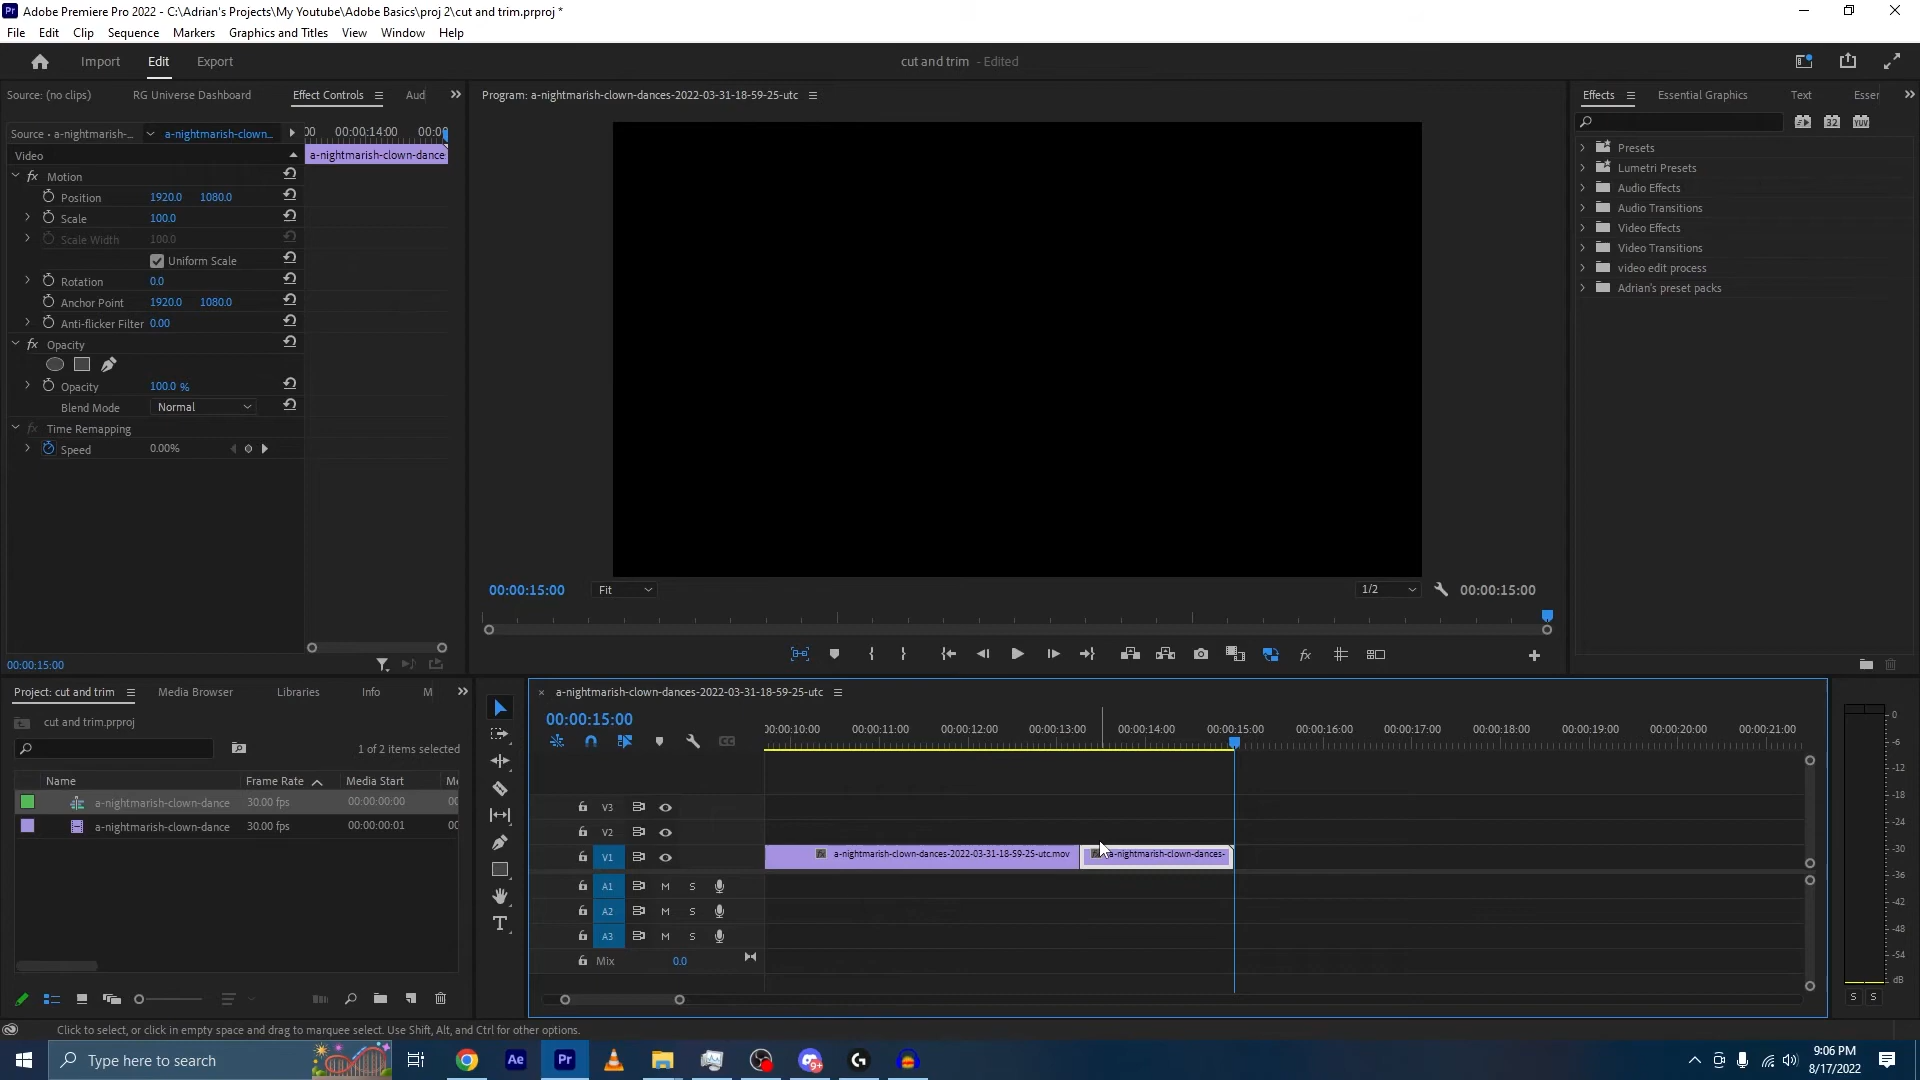 Pr Adobe Premiere Pro 2022 - C:\Adrian's Projects\My Youtube\Adobe Basics\proj 2\cut and trim.prproj *
File Edit Clip Sequence Markers Graphics and Titles View Window Help
Import Edit Export
cut and trim - Edited
Source: (no clips) RG Universe Dashboard Effect Controls Aud
Program: a-nightmarish-clown-dances-2022-03-31-18-59-25-utc
Effects Essential Graphics Text Esser
Source • a-nightmarish-... a-nightmarish-clown...
00 00:00:14:00 00:00
32 YUV
Video
a-nightmarish-clown-dance
fx Motion
Position 1920.0 1080.0
Scale 100.0
Scale Width 100.0
Uniform Scale
Rotation 0.0
Anchor Point 1920.0 1080.0
Anti-flicker Filter 0.00
fx Opacity
Opacity 100.0 %
Blend Mode Normal
fx Time Remapping
Speed 0.00%
00:00:15:00
Presets
Lumetri Presets
Audio Effects
Audio Transitions
Video Effects
Video Transitions
video edit process
Adrian's preset packs
00:00:15:00 Fit 1/2 00:00:15:00
fx
Project: cut and trim Media Browser Libraries Info M
cut and trim.prproj
1 of 2 items selected
Name Frame Rate Media Start Me
a-nightmarish-clown-dance 30.00 fps 00:00:00:00 00
a-nightmarish-clown-dance 30.00 fps 00:00:00:01 00
T
a-nightmarish-clown-dances-2022-03-31-18-59-25-utc
00:00:15:00
CC
00:00:10:00 00:00:11:00 00:00:12:00 00:00:13:00 00:00:14:00 00:00:15:00 00:00:16:00 00:00:17:00 00:00:18:00 00:00:19:00 00:00:20:00 00:00:21:00
V3
V2
V1
fx a-nightmarish-clown-dances-2022-03-31-18-59-25-utc.mov
a-nightmarish-clown-dances-
A1 M S
A2 M S
A3 M S
Mix 0.0
0
-6
-12
-18
-24
-30
-36
-42
-48
-54
dB
S S
Click to select, or click in empty space and drag to marquee select. Use Shift, Alt, and Ctrl for other options.
Type here to search
Ae Pr
9+
G
9:06 PM
8/17/2022